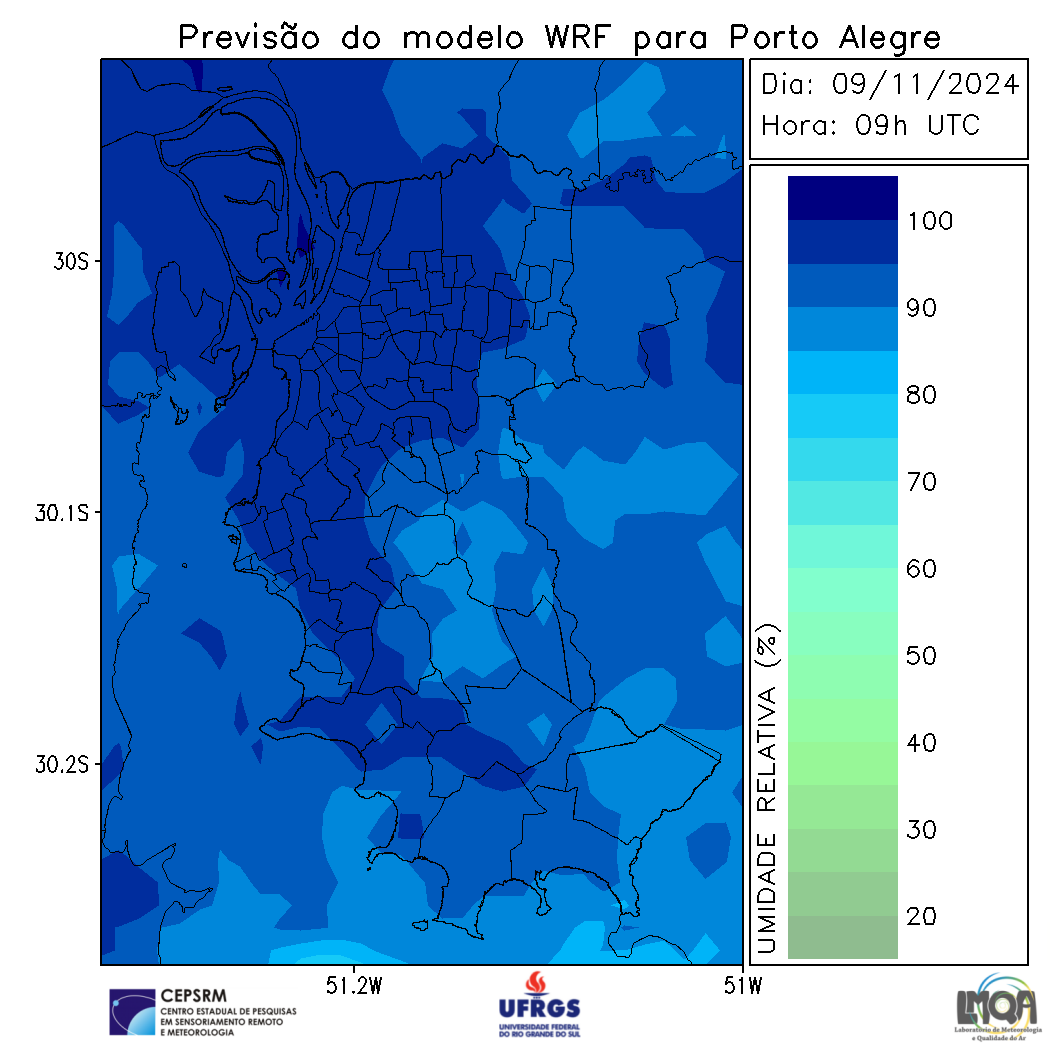 Previsão do modelo WRF para Porto Alegre
Dia: 09/11/2024
Hora: 09h UTC
100
90
80
70
60
50
40
30
20
UMIDADE RELATIVA (%)
30S
30.1S
30.2S
51.2W
51W
CEPSRM
CENTRO ESTADUAL DE PESQUISAS
EM SENSORIAMENTO REMOTO
E METEOROLOGIA
UFRGS
UNIVERSIDADE FEDERAL
DO RIO GRANDE DO SUL
LMQA
Laboratório de Meteorologia
e Qualidade do Ar